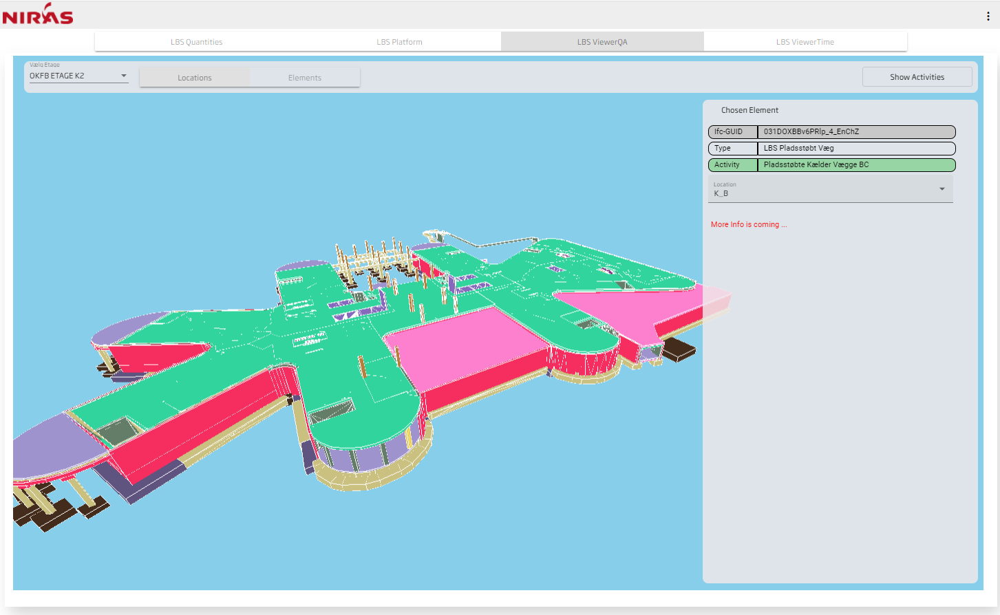 NIRAS
LBS Quantities
LBS Platform
LBS ViewerQA
LBS ViewerTime
Vælg Etage
OKFB ETAGE K2
Locations
Elements
Show Activities
Chosen Element
Ifc-GUID 031DOXBBv6PRlp_4_EnChZ
Type LBS Pladsstøbt Væg
Activity Pladsstøbte Kælder Vægge BC
Location
K_B
More Info is coming ...